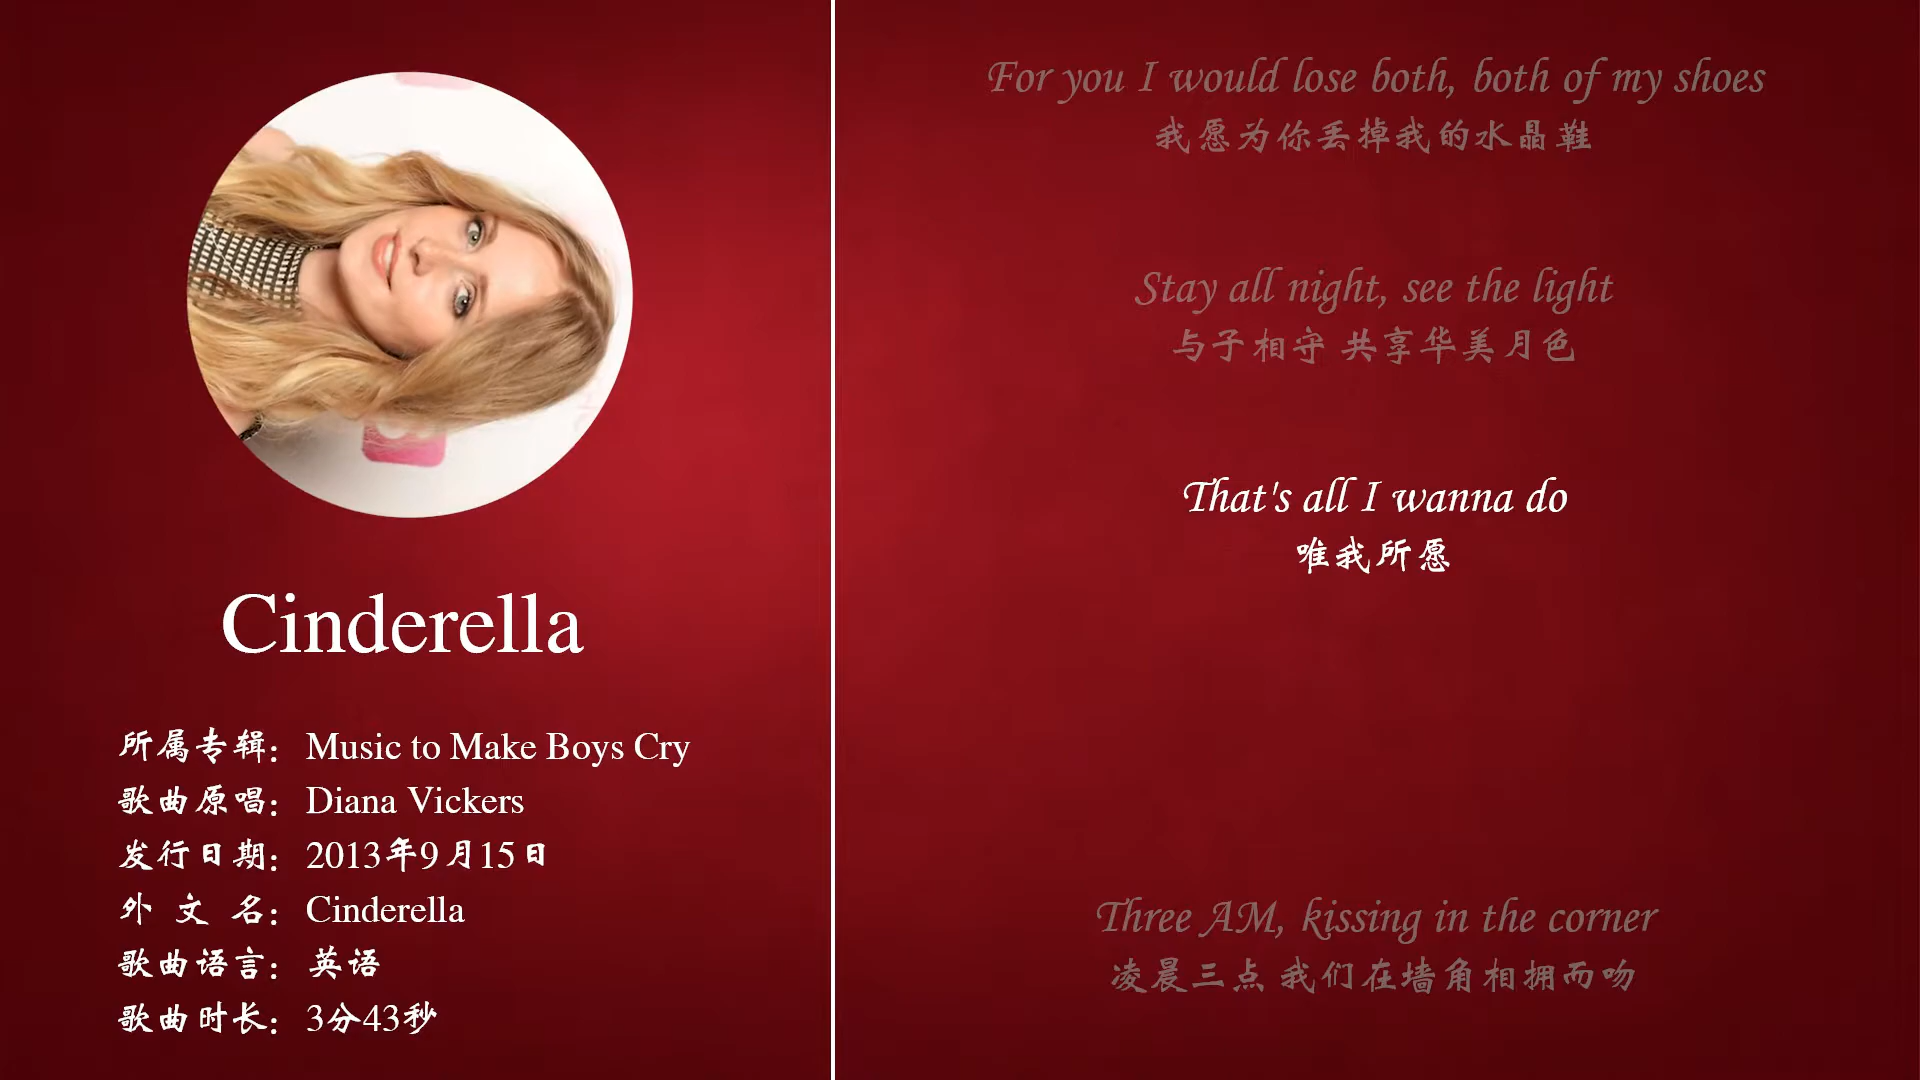 Cinderella
所属专辑: Music to Make Boys Cry
歌曲原唱: Diana Vickers
发行日期: 2013年9月15日
外 文 名: Cinderella
歌曲语言: 英语
歌曲时长: 3分43秒
For you I would lose both, both of my shoes
我愿为你丢掉我的水晶鞋
Stay all night, see the light
与子相守 共享华美月色
That's all I wanna do
唯我所愿
Three AM, kissing in the corner
凌晨三点 我们在墙角相拥而吻